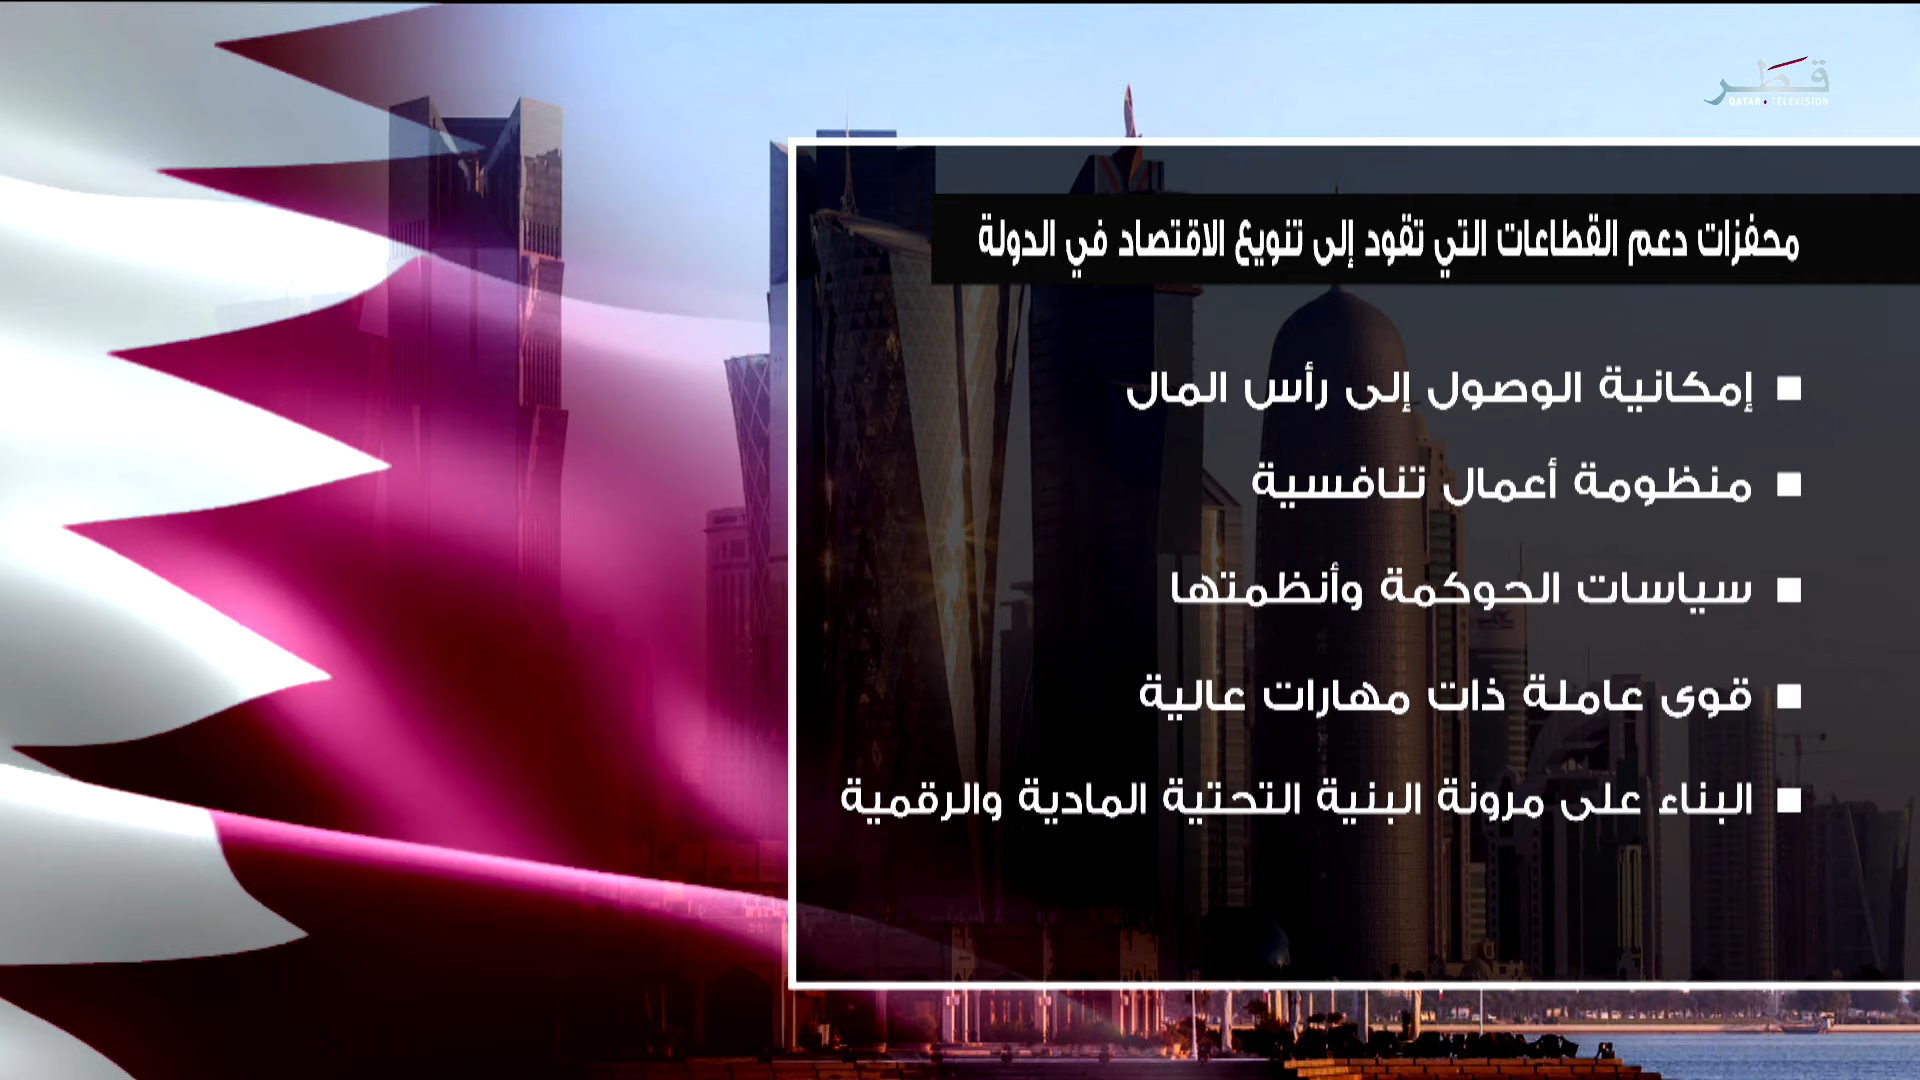 قطر
QATAR TELEVISION
محفزات دعم القطاعات التي تقود إلى تنويع الاقتصاد في الدولة
إمكانية الوصول إلى رأس المال
منظومة أعمال تنافسية
سياسات الحوكمة وأنظمتها
قوى عاملة ذات مهارات عالية
البناء على مرونة البنية التحتية المادية والرقمية